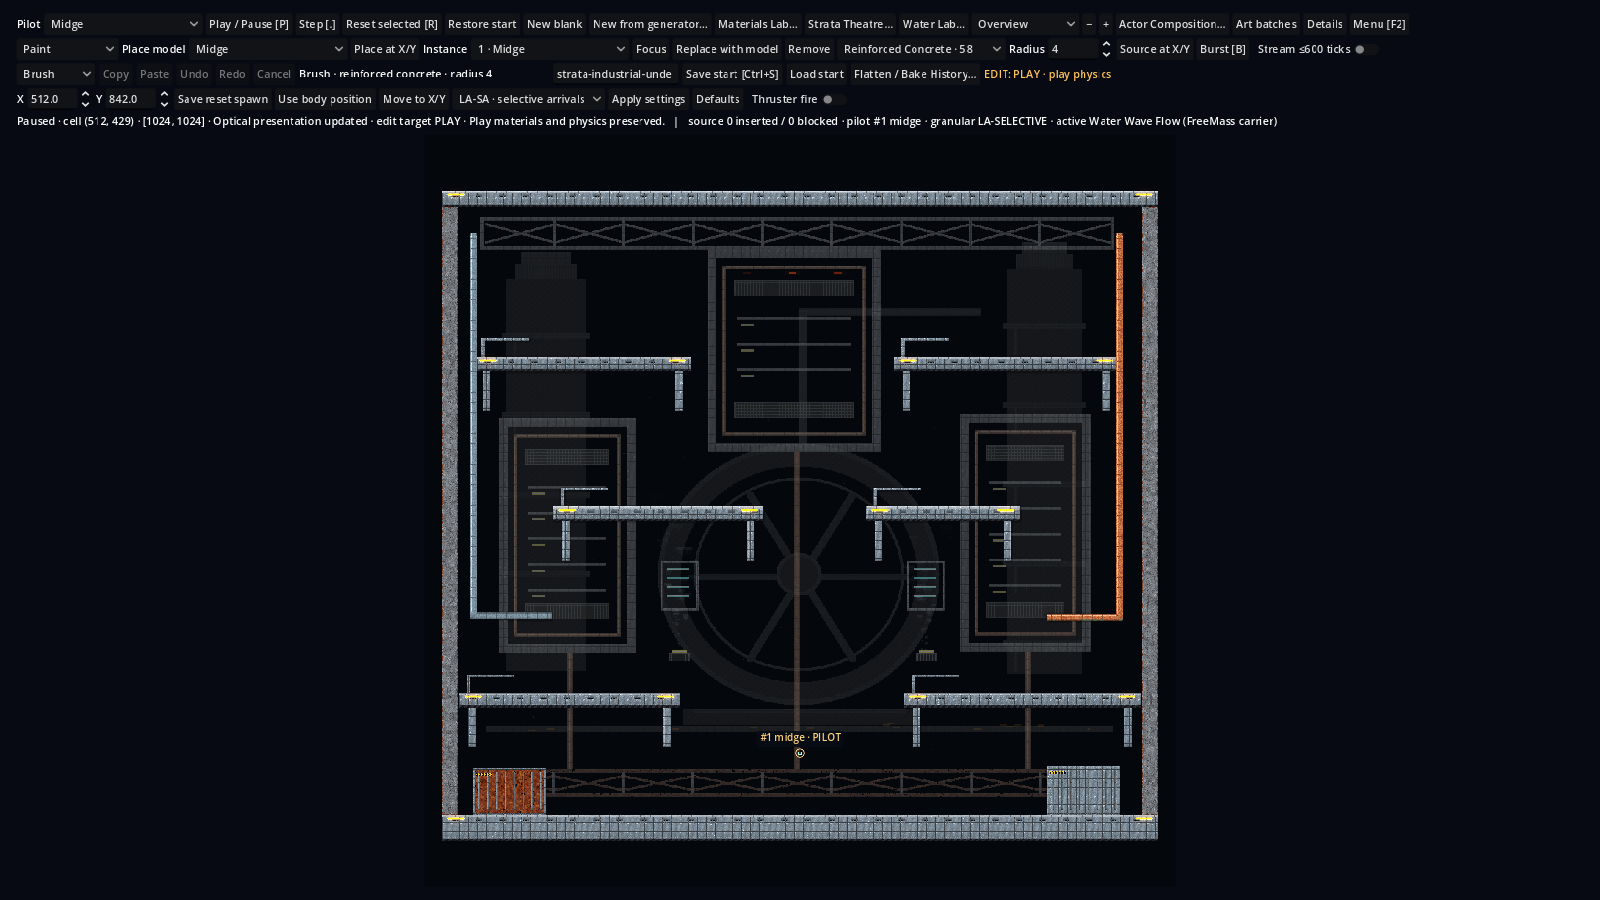 Pilot Midge Play / Pause [P] Step [.] Reset selected [R] Restore start New blank New from generator... Materials Lab... Strata Theatre... Water Lab... Overview − + Actor Composition... Art batches Details Menu [F2]
Paint Place model Midge Place at X/Y Instance 1 · Midge Focus Replace with model Remove Reinforced Concrete · 58 Radius 4 Source at X/Y Burst [B] Stream ≤600 ticks
Brush Copy Paste Undo Redo Cancel Brush · reinforced concrete · radius 4 strata-industrial-unde Save start [Ctrl+S] Load start Flatten / Bake History... EDIT: PLAY · play physics
X 512.0 Y 842.0 Save reset spawn Use body position Move to X/Y LA-SA · selective arrivals Apply settings Defaults Thruster fire
Paused · cell (512, 429) · [1024, 1024] · Optical presentation updated · edit target PLAY · Play materials and physics preserved. | source 0 inserted / 0 blocked · pilot #1 midge · granular LA-SELECTIVE · active Water Wave Flow (FreeMass carrier)
#1 midge · PILOT